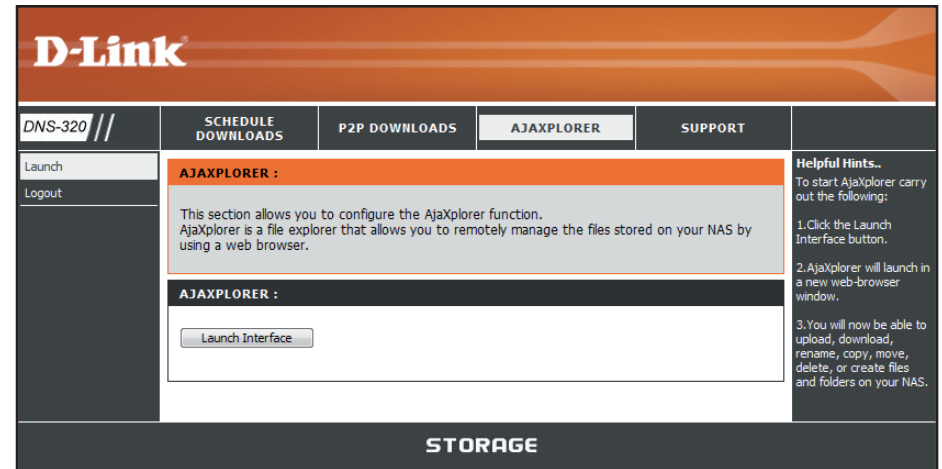 D-Link®
DNS-320 //
SCHEDULE
DOWNLOADS
P2P DOWNLOADS
AJAXPLORER
SUPPORT
Launch
Logout
AJAXPLORER :
This section allows you to configure the AjaXplorer function.
AjaXplorer is a file explorer that allows you to remotely manage the files stored on your NAS by
using a web browser.
AJAXPLORER :
Launch Interface
Helpful Hints..
To start AjaXplorer carry
out the following:
1.Click the Launch
Interface button.
2.AjaXplorer will launch in
a new web-browser
window.
3.You will now be able to
upload, download,
rename, copy, move,
delete, or create files
and folders on your NAS.
STORAGE